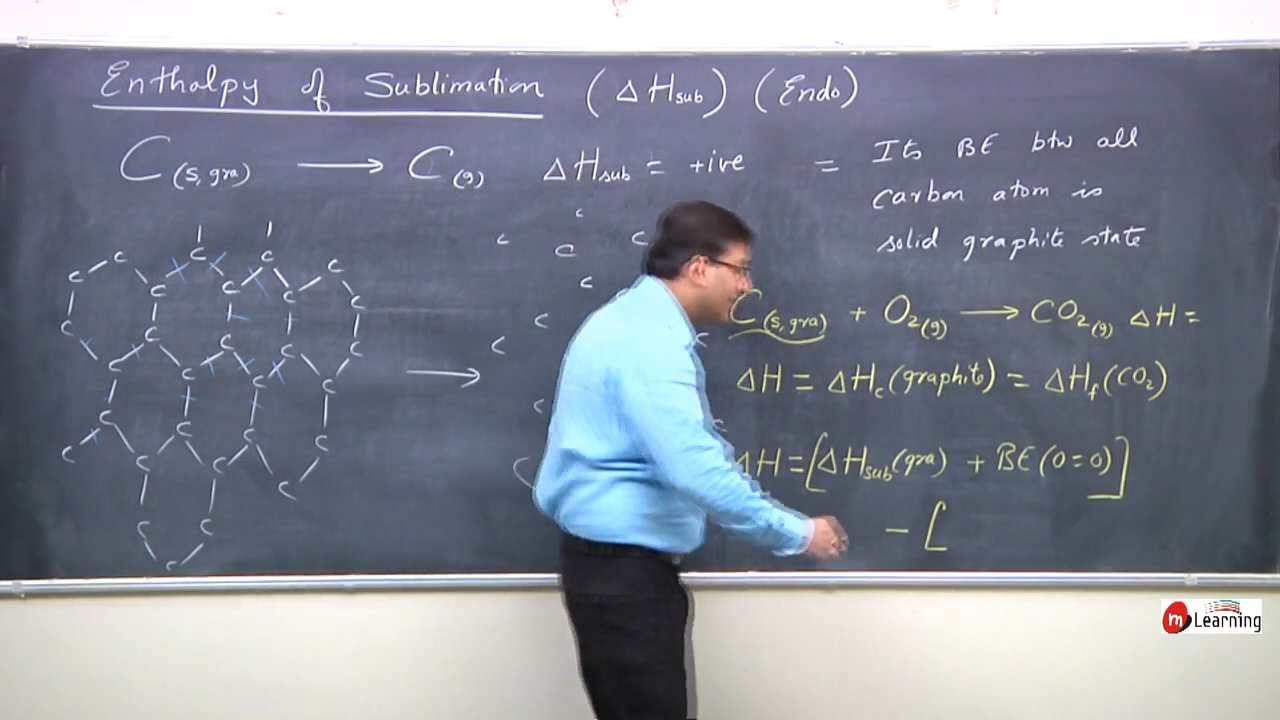 Enthalpy of Sublimation (ΔHsub) (Endo)
C(s, gra) ⟶ C(g) ΔHsub = +ive = Its BE btw all
carbon atom is
solid graphite state
C(s, gra) + O2(g) ⟶ CO2(g) ΔH =
ΔH = ΔHc(graphite) = ΔHf(CO2)
ΔH = [ΔHsub(gra) + BE(O=O)]
- [
m Learning